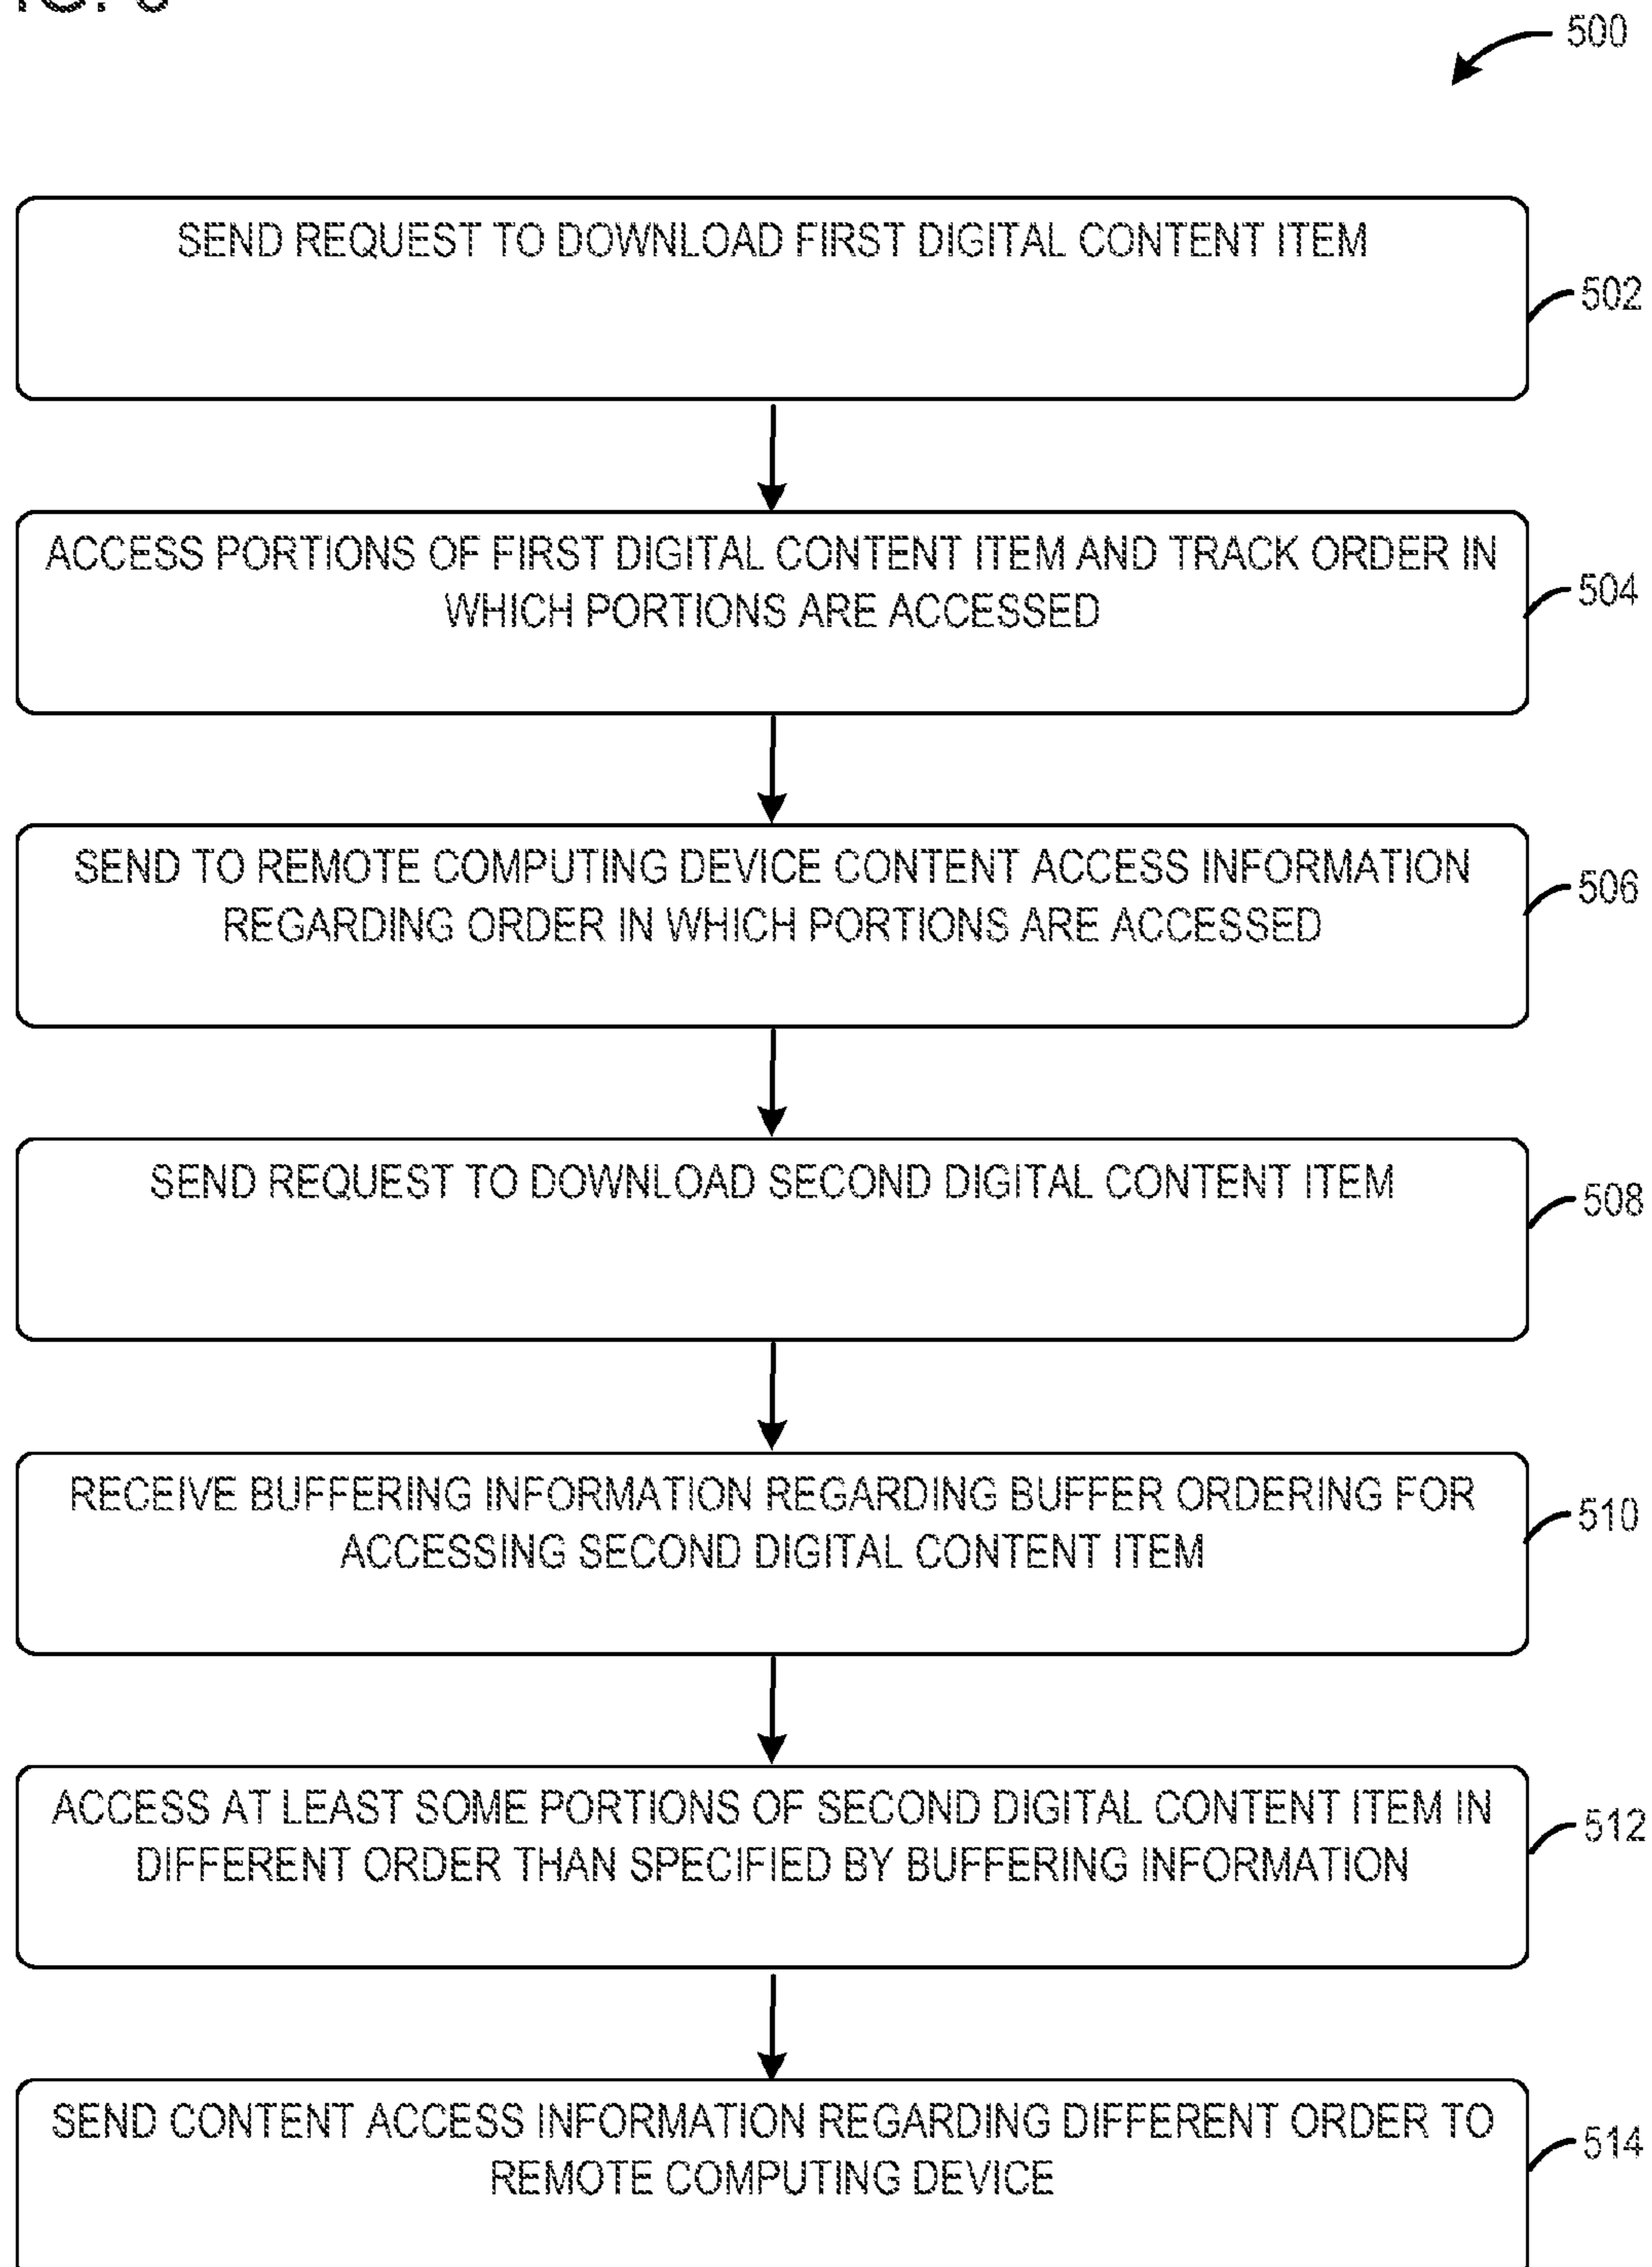 500
SEND REQUEST TO DOWNLOAD FIRST DIGITAL CONTENT ITEM
502
ACCESS PORTIONS OF FIRST DIGITAL CONTENT ITEM AND TRACK ORDER IN
WHICH PORTIONS ARE ACCESSED
504
SEND TO REMOTE COMPUTING DEVICE CONTENT ACCESS INFORMATION
REGARDING ORDER IN WHICH PORTIONS ARE ACCESSED
506
SEND REQUEST TO DOWNLOAD SECOND DIGITAL CONTENT ITEM
508
RECEIVE BUFFERING INFORMATION REGARDING BUFFER ORDERING FOR
ACCESSING SECOND DIGITAL CONTENT ITEM
510
ACCESS AT LEAST SOME PORTIONS OF SECOND DIGITAL CONTENT ITEM IN
DIFFERENT ORDER THAN SPECIFIED BY BUFFERING INFORMATION
512
SEND CONTENT ACCESS INFORMATION REGARDING DIFFERENT ORDER TO
REMOTE COMPUTING DEVICE
514